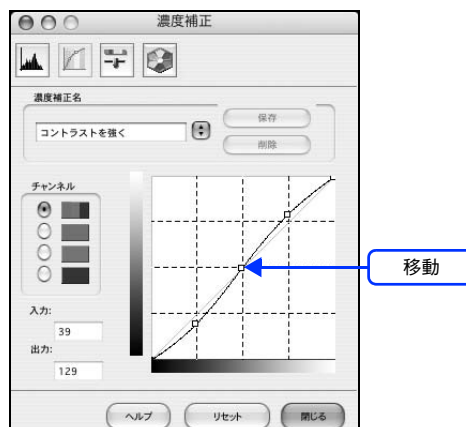 濃度補正
濃度補正名
コントラストを強く
保存
削除
チャンネル
移動
入力:
39
出力:
129
ヘルプ
リセット
閉じる